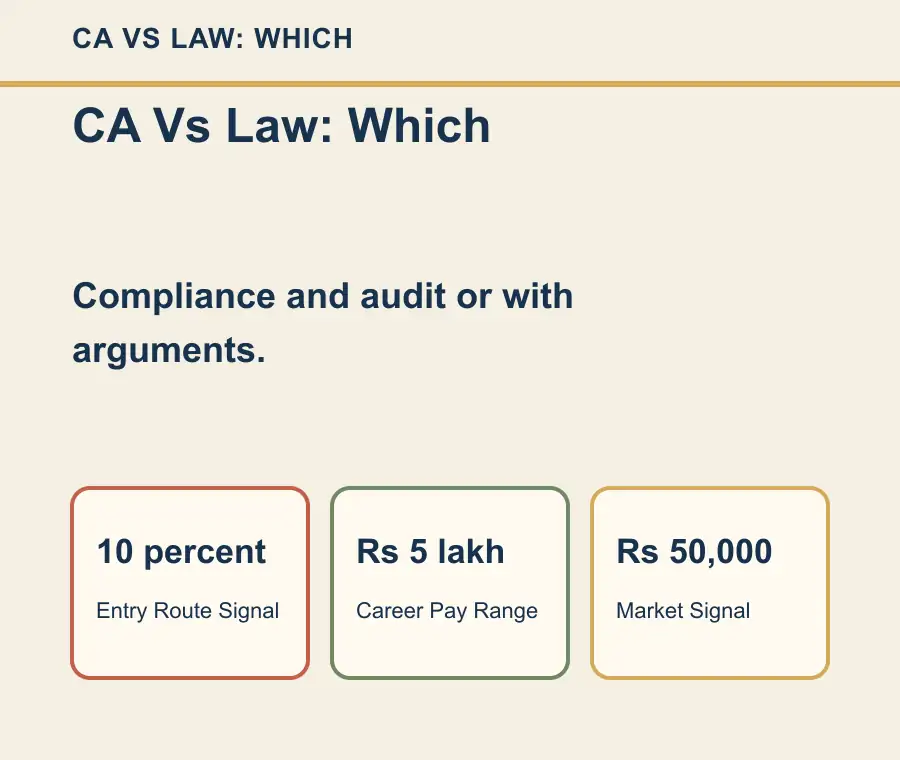 CA VS LAW: WHICH
CA Vs Law: Which
Compliance and audit or with
arguments.
10 percent
Entry Route Signal
Rs 5 lakh
Career Pay Range
Rs 50,000
Market Signal